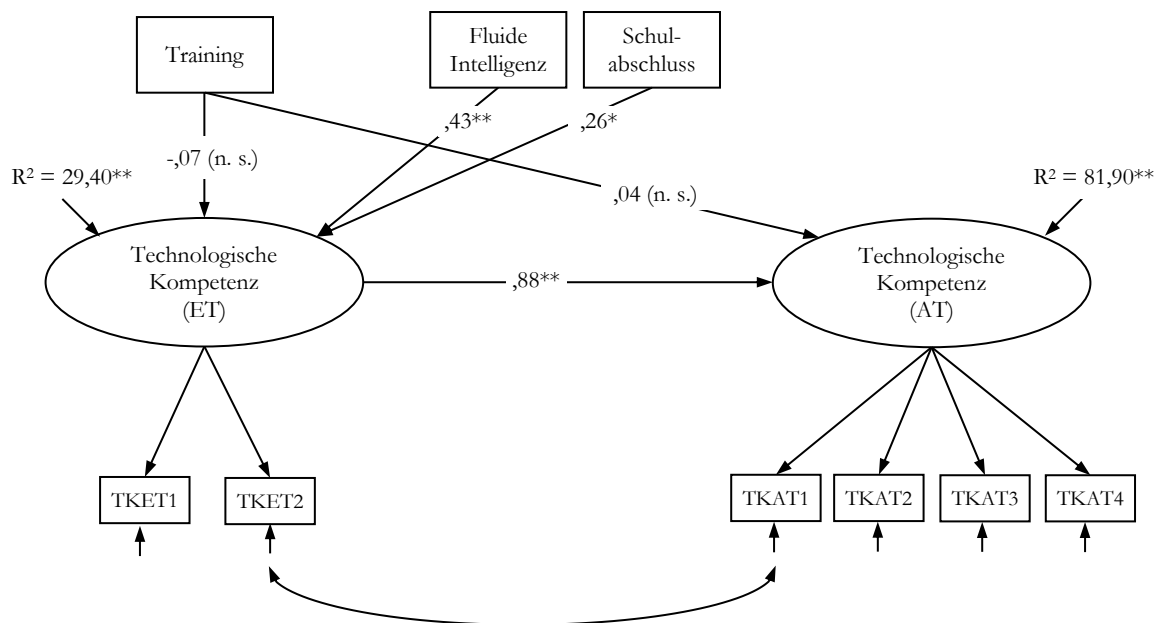 Training
Fluide
Intelligenz
Schul-
abschluss
,43**
,26*
-,07 (n. s.)
R² = 29,40**
,04 (n. s.)
R² = 81,90**
Technologische
Kompetenz
(ET)
,88**
Technologische
Kompetenz
(AT)
TKET1
TKET2
TKAT1
TKAT2
TKAT3
TKAT4